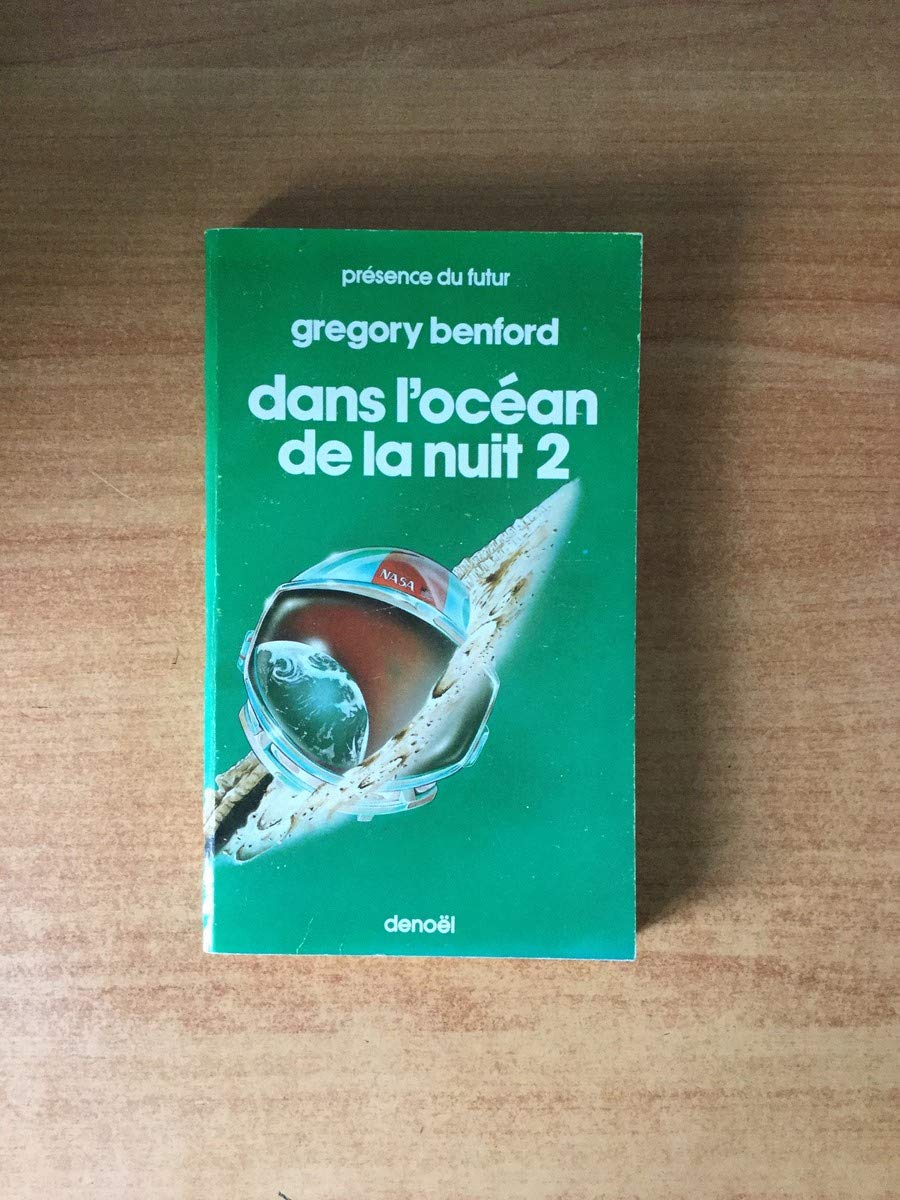 présence du futur
gregory benford
dans l'océan
de la nuit 2
NASA
denoël